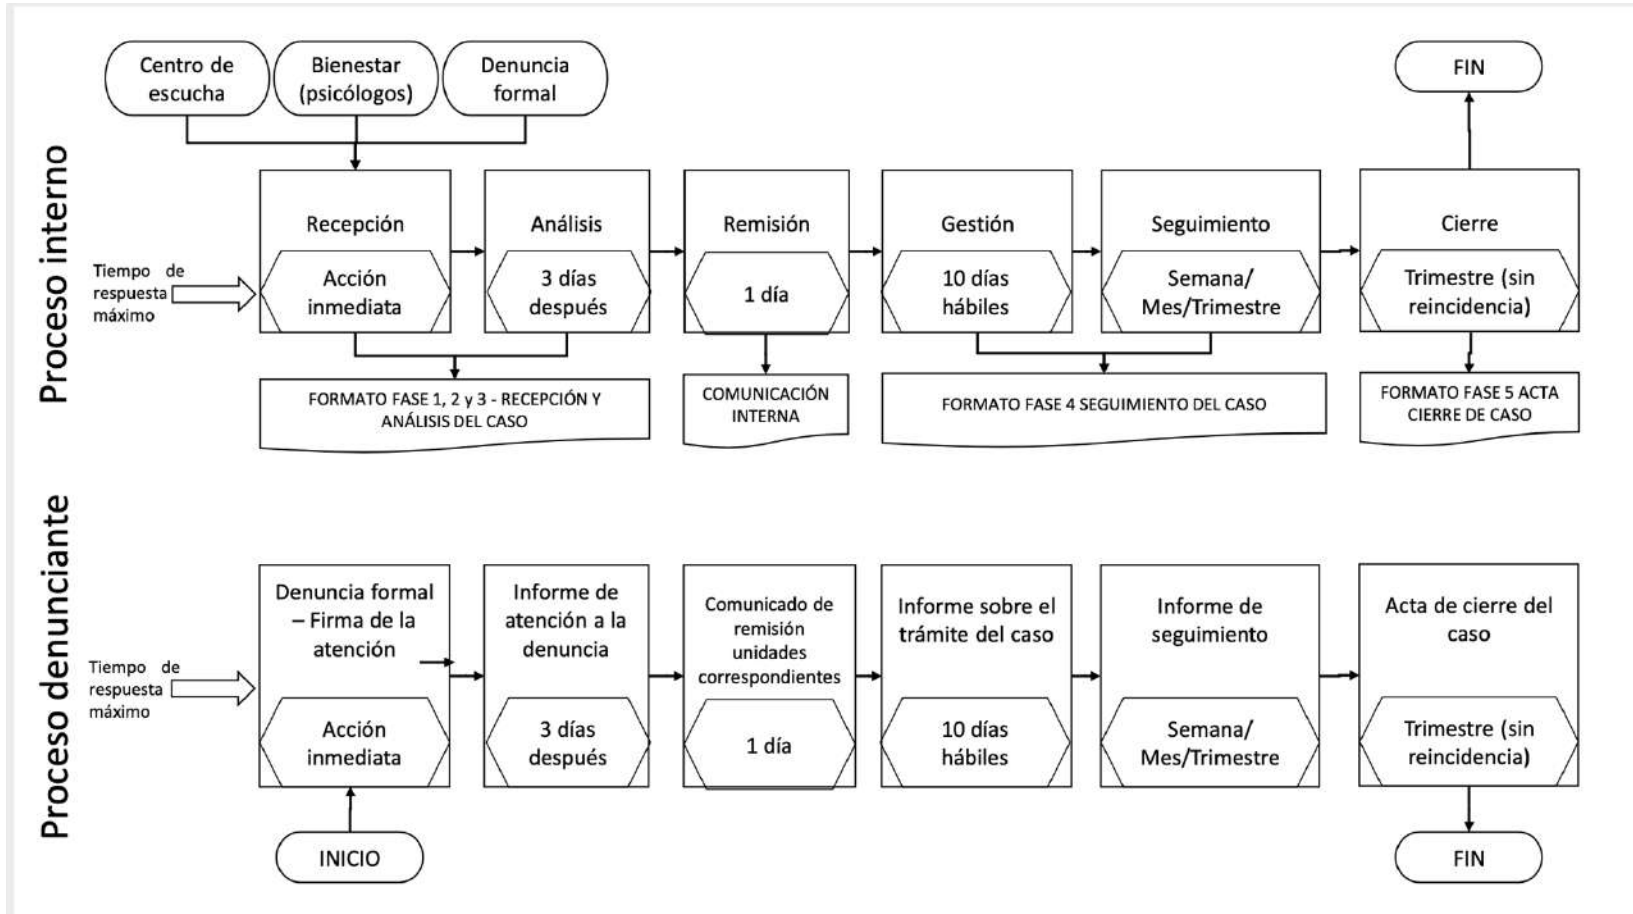 Proceso interno
Centro de
escucha
Bienestar
(psicólogos)
Denuncia
formal
FIN
Tiempo de
respuesta
máximo
Recepción
Acción
inmediata
Análisis
3 días
después
Remisión
1 día
Gestión
10 días
hábiles
Seguimiento
Semana/
Mes/Trimestre
Cierre
Trimestre (sin
reincidencia)
FORMATO FASE 1, 2 y 3 - RECEPCIÓN Y
ANÁLISIS DEL CASO
COMUNICACIÓN
INTERNA
FORMATO FASE 4 SEGUIMIENTO DEL CASO
FORMATO FASE 5 ACTA
CIERRE DE CASO
Proceso denunciante
Tiempo de
respuesta
máximo
Denuncia formal
– Firma de la
atención
Acción
inmediata
Informe de
atención a la
denuncia
3 días
después
Comunicado de
remisión
unidades
correspondientes
1 día
Informe sobre el
trámite del caso
10 días
hábiles
Informe de
seguimiento
Semana/
Mes/Trimestre
Acta de cierre del
caso
Trimestre (sin
reincidencia)
INICIO
FIN